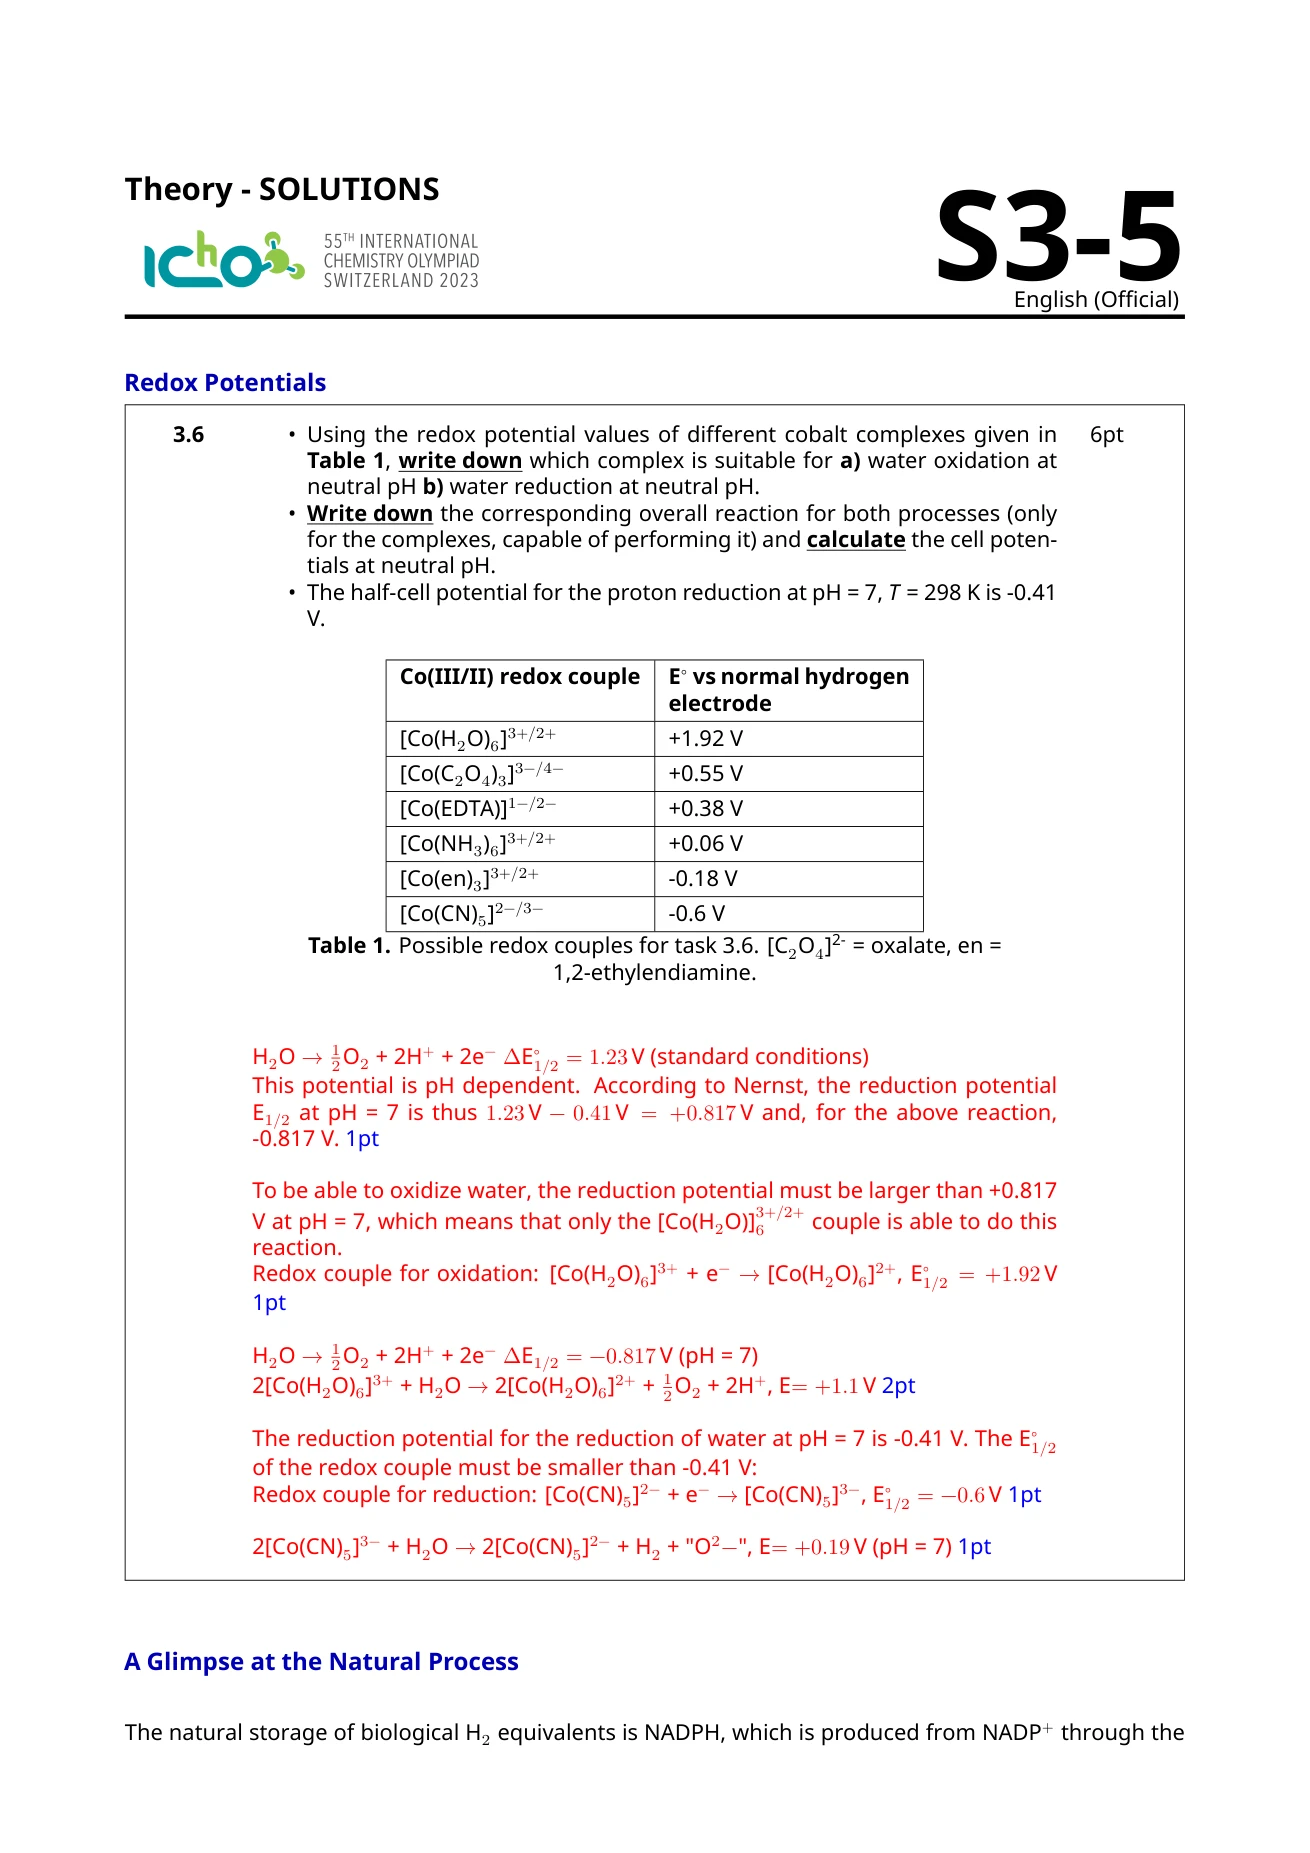 Theory - SOLUTIONS
IChO
55TH INTERNATIONAL
CHEMISTRY OLYMPIAD
SWITZERLAND 2023
S3-5
English (Official)
Redox Potentials
3.6
• Using the redox potential values of different cobalt complexes given in
Table 1, write down which complex is suitable for a) water oxidation at
neutral pH b) water reduction at neutral pH.
• Write down the corresponding overall reaction for both processes (only
for the complexes, capable of performing it) and calculate the cell poten-
tials at neutral pH.
• The half-cell potential for the proton reduction at pH = 7, T = 298 K is -0.41
V.
6pt
Co(III/II) redox couple E° vs normal hydrogen
electrode
[Co(H₂O)₆]³⁺/²⁺ +1.92 V
[Co(C₂O₄)₃]³⁻/⁴⁻ +0.55 V
[Co(EDTA)]¹⁻/²⁻ +0.38 V
[Co(NH₃)₆]³⁺/²⁺ +0.06 V
[Co(en)₃]³⁺/²⁺ -0.18 V
[Co(CN)₅]²⁻/³⁻ -0.6 V
Table 1. Possible redox couples for task 3.6. [C₂O₄]²⁻ = oxalate, en =
1,2-ethylendiamine.
H₂O → ½O₂ + 2H⁺ + 2e⁻ ΔE°₁/₂ = 1.23 V (standard conditions)
This potential is pH dependent. According to Nernst, the reduction potential
E₁/₂ at pH = 7 is thus 1.23 V − 0.41 V = +0.817 V and, for the above reaction,
-0.817 V. 1pt
To be able to oxidize water, the reduction potential must be larger than +0.817
V at pH = 7, which means that only the [Co(H₂O)]₆³⁺/²⁺ couple is able to do this
reaction.
Redox couple for oxidation: [Co(H₂O)₆]³⁺ + e⁻ → [Co(H₂O)₆]²⁺, E°₁/₂ = +1.92 V
1pt
H₂O → ½O₂ + 2H⁺ + 2e⁻ ΔE₁/₂ = −0.817 V (pH = 7)
2[Co(H₂O)₆]³⁺ + H₂O → 2[Co(H₂O)₆]²⁺ + ½O₂ + 2H⁺, E= +1.1 V 2pt
The reduction potential for the reduction of water at pH = 7 is -0.41 V. The E°₁/₂
of the redox couple must be smaller than -0.41 V:
Redox couple for reduction: [Co(CN)₅]²⁻ + e⁻ → [Co(CN)₅]³⁻, E°₁/₂ = −0.6 V 1pt
2[Co(CN)₅]³⁻ + H₂O → 2[Co(CN)₅]²⁻ + H₂ + "O²−", E= +0.19 V (pH = 7) 1pt
A Glimpse at the Natural Process
The natural storage of biological H₂ equivalents is NADPH, which is produced from NADP⁺ through the